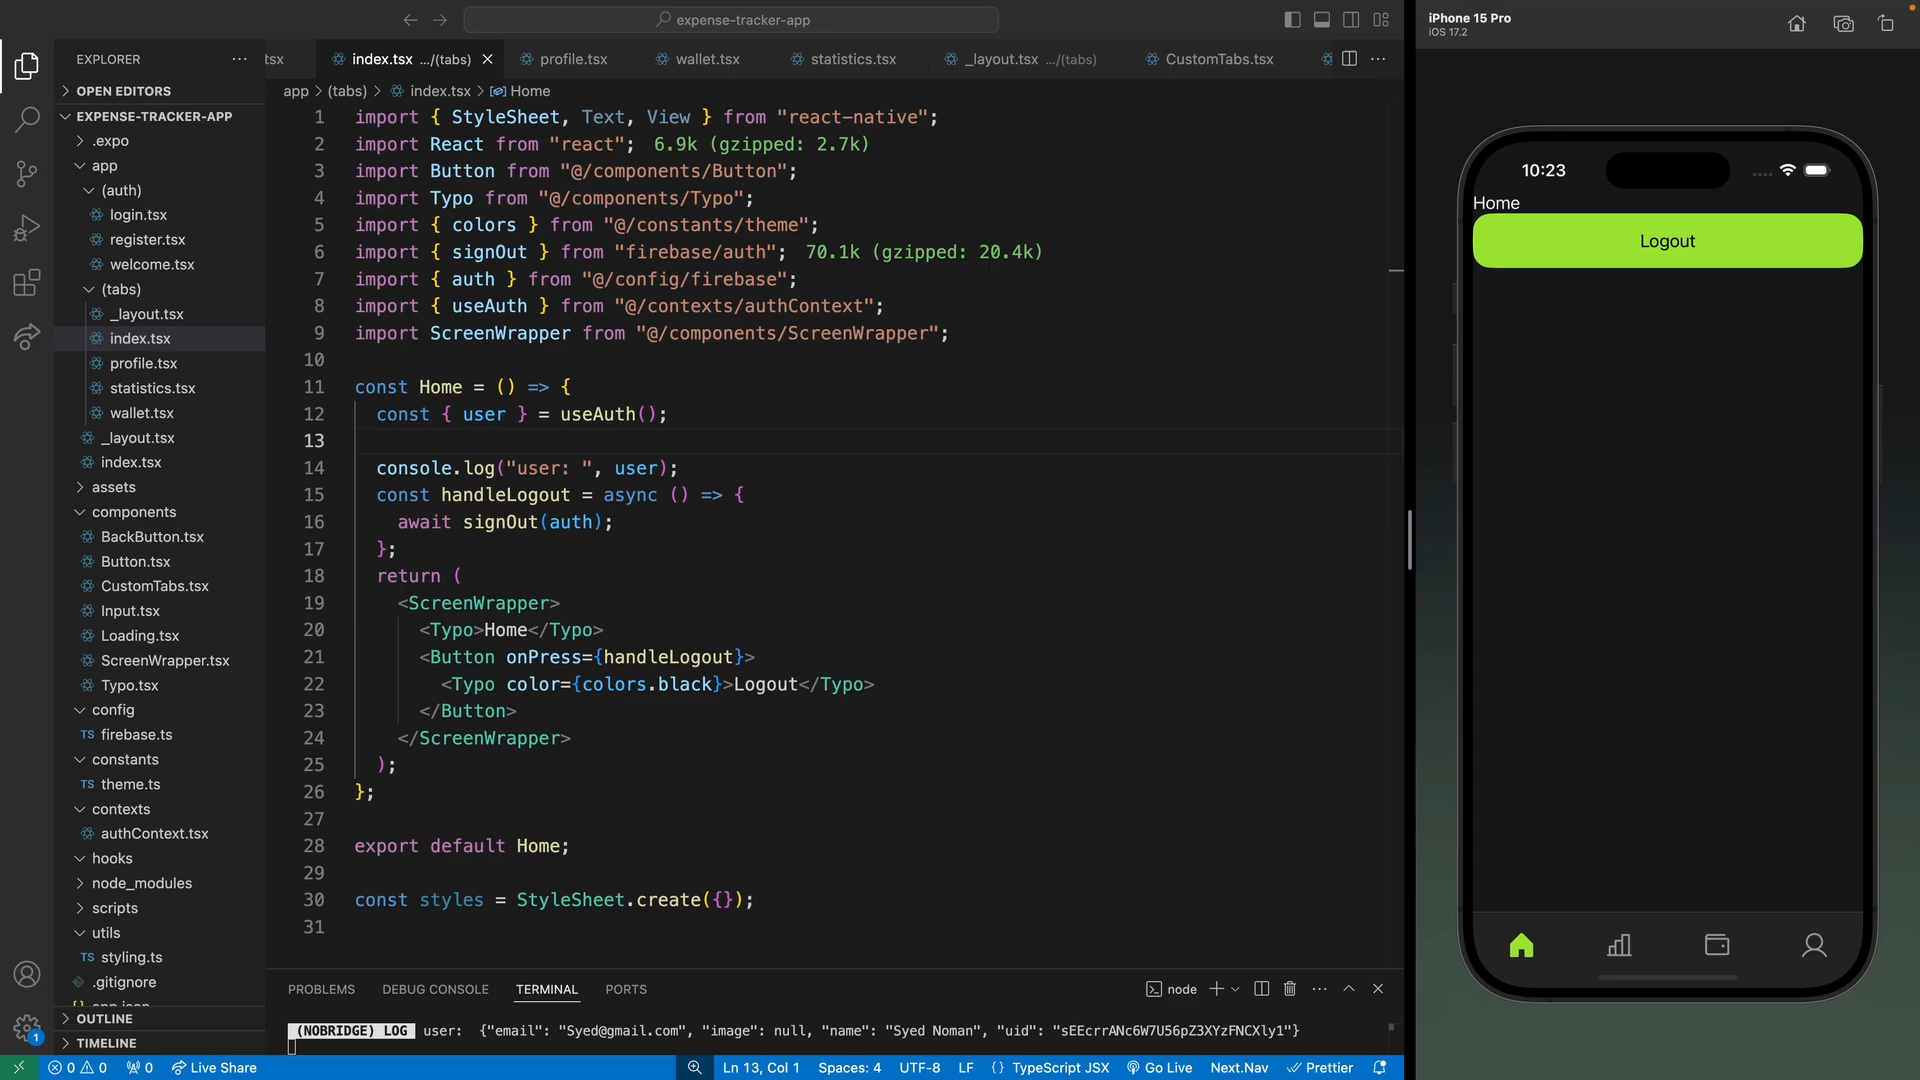 expense-tracker-app
iPhone 15 Pro
iOS 17.2
EXPLORER
tsx
index.tsx .../(tabs)
profile.tsx
wallet.tsx
statistics.tsx
_layout.tsx .../(tabs)
CustomTabs.tsx
OPEN EDITORS
EXPENSE-TRACKER-APP
.expo
app
(auth)
login.tsx
register.tsx
welcome.tsx
(tabs)
_layout.tsx
index.tsx
profile.tsx
statistics.tsx
wallet.tsx
_layout.tsx
index.tsx
assets
components
BackButton.tsx
Button.tsx
CustomTabs.tsx
Input.tsx
Loading.tsx
ScreenWrapper.tsx
Typo.tsx
config
TS firebase.ts
constants
TS theme.ts
contexts
authContext.tsx
hooks
node_modules
scripts
utils
TS styling.ts
.gitignore
app.json
OUTLINE
TIMELINE
app > (tabs) > index.tsx > Home
1 import { StyleSheet, Text, View } from "react-native";
2 import React from "react"; 6.9k (gzipped: 2.7k)
3 import Button from "@/components/Button";
4 import Typo from "@/components/Typo";
5 import { colors } from "@/constants/theme";
6 import { signOut } from "firebase/auth"; 70.1k (gzipped: 20.4k)
7 import { auth } from "@/config/firebase";
8 import { useAuth } from "@/contexts/authContext";
9 import ScreenWrapper from "@/components/ScreenWrapper";
10
11 const Home = () => {
12 const { user } = useAuth();
13
14 console.log("user: ", user);
15 const handleLogout = async () => {
16 await signOut(auth);
17 };
18 return (
19 <ScreenWrapper>
20 <Typo>Home</Typo>
21 <Button onPress={handleLogout}>
22 <Typo color={colors.black}>Logout</Typo>
23 </Button>
24 </ScreenWrapper>
25 );
26 };
27
28 export default Home;
29
30 const styles = StyleSheet.create({});
31
PROBLEMS
DEBUG CONSOLE
TERMINAL
PORTS
node
(NOBRIDGE) LOG user: {"email": "Syed@gmail.com", "image": null, "name": "Syed Noman", "uid": "sEEcrrANc6W7U56pZ3XYzFNCXly1"}
1
0 0
0
Live Share
Ln 13, Col 1
Spaces: 4
UTF-8
LF
{} TypeScript JSX
Go Live
Next.Nav
Prettier
10:23
Home
Logout